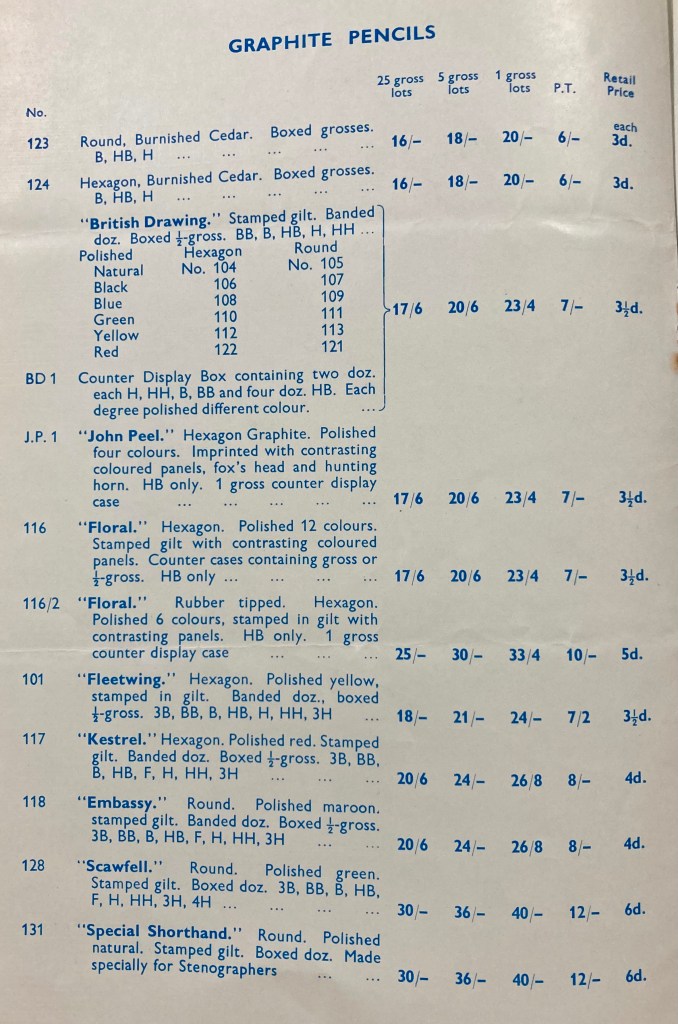 GRAPHITE PENCILS
25 gross lots 5 gross lots 1 gross lots P.T. Retail Price
No.
each
123 Round, Burnished Cedar. Boxed grosses.
B, HB, H ... ... ... ... ... 16/– 18/– 20/– 6/– 3d.
124 Hexagon, Burnished Cedar. Boxed grosses.
B, HB, H ... ... ... ... ... 16/– 18/– 20/– 6/– 3d.
"British Drawing." Stamped gilt. Banded
doz. Boxed ½-gross. BB, B, HB, H, HH ...
Polished Hexagon Round
Natural No. 104 No. 105
Black 106 107
Blue 108 109
Green 110 111
Yellow 112 113
Red 122 121
17/6 20/6 23/4 7/– 3½d.
BD 1 Counter Display Box containing two doz.
each H, HH, B, BB and four doz. HB. Each
degree polished different colour. ...
J.P. 1 "John Peel." Hexagon Graphite. Polished
four colours. Imprinted with contrasting
coloured panels, fox's head and hunting
horn. HB only. 1 gross counter display
case ... ... ... ... ... 17/6 20/6 23/4 7/– 3½d.
116 "Floral." Hexagon. Polished 12 colours.
Stamped gilt with contrasting coloured
panels. Counter cases containing gross or
½-gross. HB only ... ... ... ... 17/6 20/6 23/4 7/– 3½d.
116/2 "Floral." Rubber tipped. Hexagon.
Polished 6 colours, stamped in gilt with
contrasting panels. HB only. 1 gross
counter display case ... ... ... 25/– 30/– 33/4 10/– 5d.
101 "Fleetwing." Hexagon. Polished yellow,
stamped in gilt. Banded doz., boxed
½-gross. 3B, BB, B, HB, H, HH, 3H ... 18/– 21/– 24/– 7/2 3½d.
117 "Kestrel." Hexagon. Polished red. Stamped
gilt. Banded doz. Boxed ½-gross. 3B, BB,
B, HB, F, H, HH, 3H ... ... ... 20/6 24/– 26/8 8/– 4d.
118 "Embassy." Round. Polished maroon.
stamped gilt. Banded doz. Boxed ½-gross.
3B, BB, B, HB, F, H, HH, 3H ... ... 20/6 24/– 26/8 8/– 4d.
128 "Scawfell." Round. Polished green.
Stamped gilt. Boxed doz. 3B, BB, B, HB,
F, H, HH, 3H, 4H ... ... ... ... 30/– 36/– 40/– 12/– 6d.
131 "Special Shorthand." Round. Polished
natural. Stamped gilt. Boxed doz. Made
specially for Stenographers ... ... 30/– 36/– 40/– 12/– 6d.